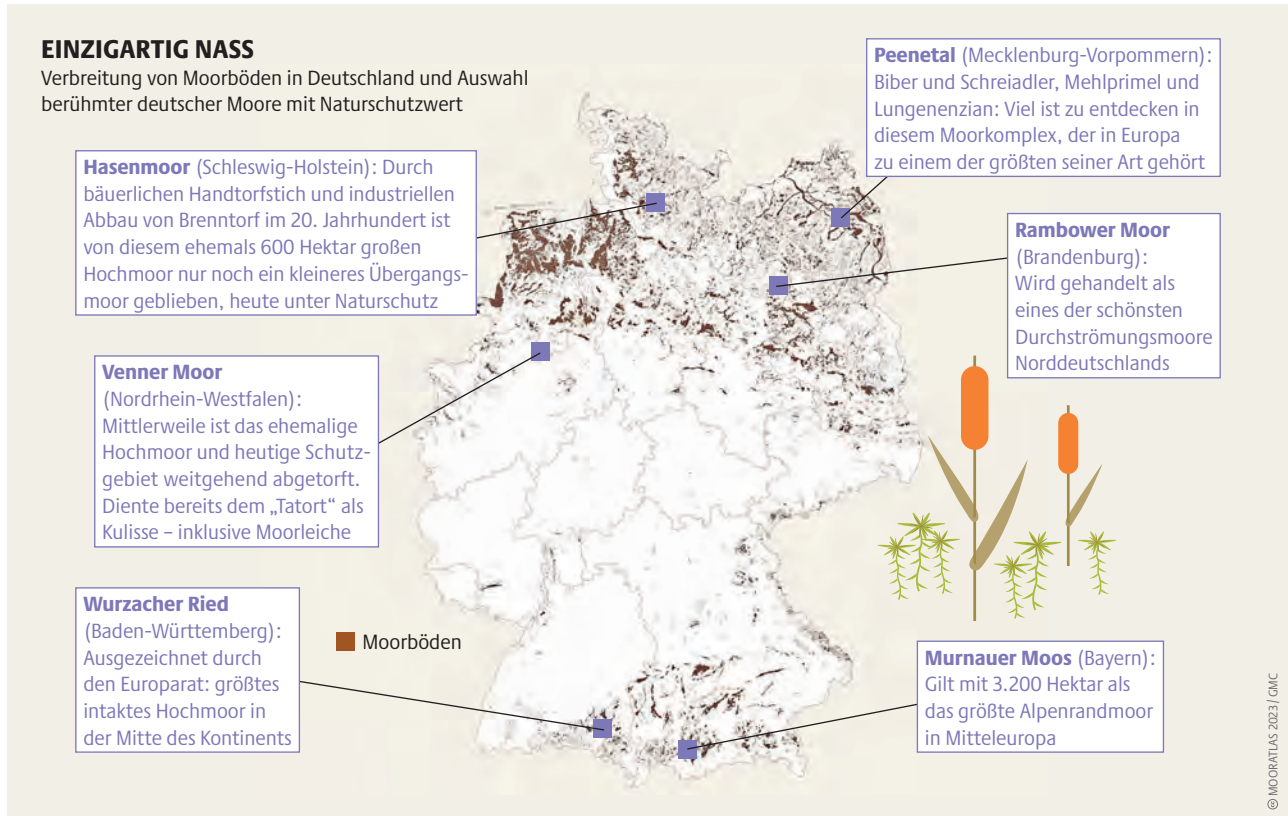 EINZIGARTIG NASS
Verbreitung von Moorböden in Deutschland und Auswahl
berühmter deutscher Moore mit Naturschutzwert
Peenetal (Mecklenburg-Vorpommern):
Biber und Schreiadler, Mehlprimel und
Lungenenzian: Viel ist zu entdecken in
diesem Moorkomplex, der in Europa
zu einem der größten seiner Art gehört
Hasenmoor (Schleswig-Holstein): Durch
bäuerlichen Handtorfstich und industriellen
Abbau von Brenntorf im 20. Jahrhundert ist
von diesem ehemals 600 Hektar großen
Hochmoor nur noch ein kleineres Übergangs-
moor geblieben, heute unter Naturschutz
Rambower Moor
(Brandenburg):
Wird gehandelt als
eines der schönsten
Durchströmungsmoore
Norddeutschlands
Venner Moor
(Nordrhein-Westfalen):
Mittlerweile ist das ehemalige
Hochmoor und heutige Schutz-
gebiet weitgehend abgetorft.
Diente bereits dem „Tatort“ als
Kulisse – inklusive Moorleiche
Wurzacher Ried
(Baden-Württemberg):
Ausgezeichnet durch
den Europarat: größtes
intaktes Hochmoor in
der Mitte des Kontinents
Moorböden
Murnauer Moos (Bayern):
Gilt mit 3.200 Hektar als
das größte Alpenrandmoor
in Mitteleuropa
MOORATLAS 2023 / GMC